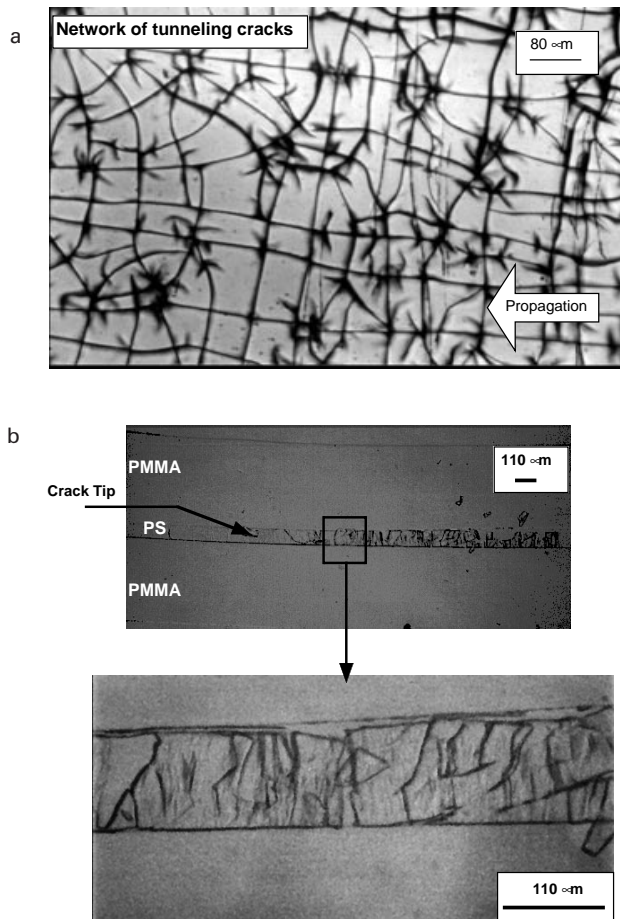 a
Network of tunneling cracks
80 ∝m
Propagation
b
110 ∝m
PMMA
Crack Tip
PS
PMMA
110 ∝m